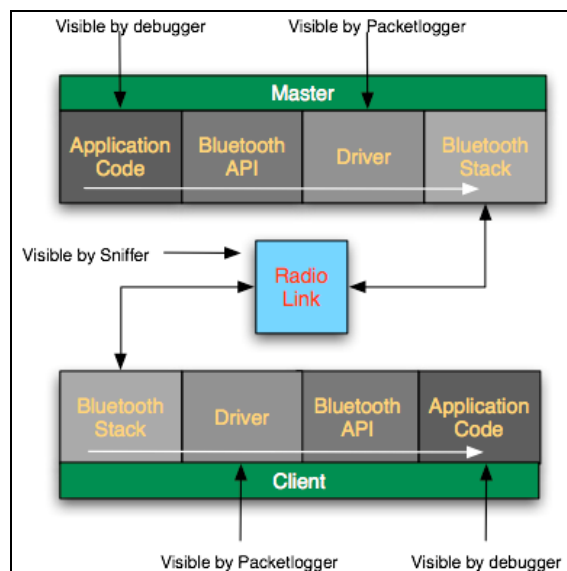 Visible by debugger
Visible by Packetlogger
Master
Application Code
Bluetooth API
Driver
Bluetooth Stack
Visible by Sniffer
Radio Link
Bluetooth Stack
Driver
Bluetooth API
Application Code
Client
Visible by Packetlogger
Visible by debugger